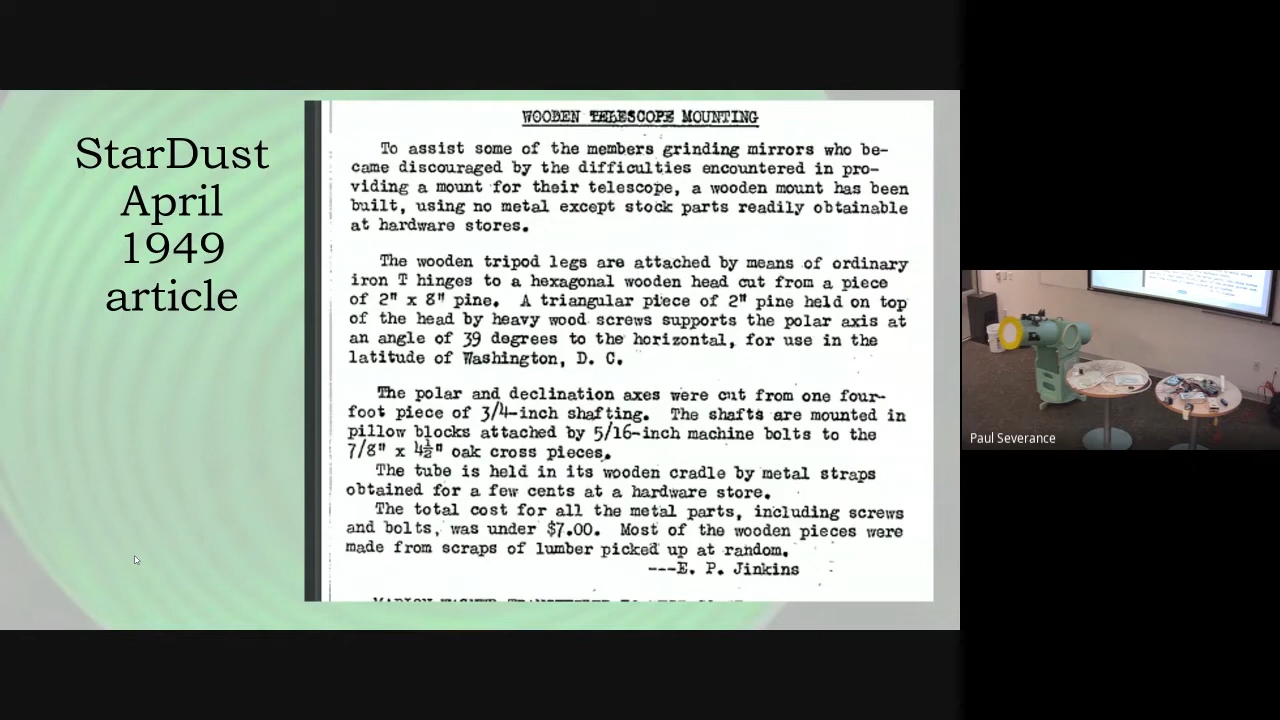 StarDust
April
1949
article
WOODEN TELESCOPE MOUNTING
To assist some of the members grinding mirrors who be-
came discouraged by the difficulties encountered in pro-
viding a mount for their telescope, a wooden mount has been
built, using no metal except stock parts readily obtainable
at hardware stores.
The wooden tripod legs are attached by means of ordinary
iron T hinges to a hexagonal wooden head cut from a piece
of 2" x 8" pine. A triangular piece of 2" pine held on top
of the head by heavy wood screws supports the polar axis at
an angle of 39 degrees to the horizontal, for use in the
latitude of Washington, D. C.
The polar and declination axes were cut from one four-
foot piece of 3/4-inch shafting. The shafts are mounted in
pillow blocks attached by 5/16-inch machine bolts to the
7/8" x 4½" oak cross pieces.
The tube is held in its wooden cradle by metal straps
obtained for a few cents at a hardware store.
The total cost for all the metal parts, including screws
and bolts, was under $7.00. Most of the wooden pieces were
made from scraps of lumber picked up at random.
---E. P. Jinkins
Paul Severance